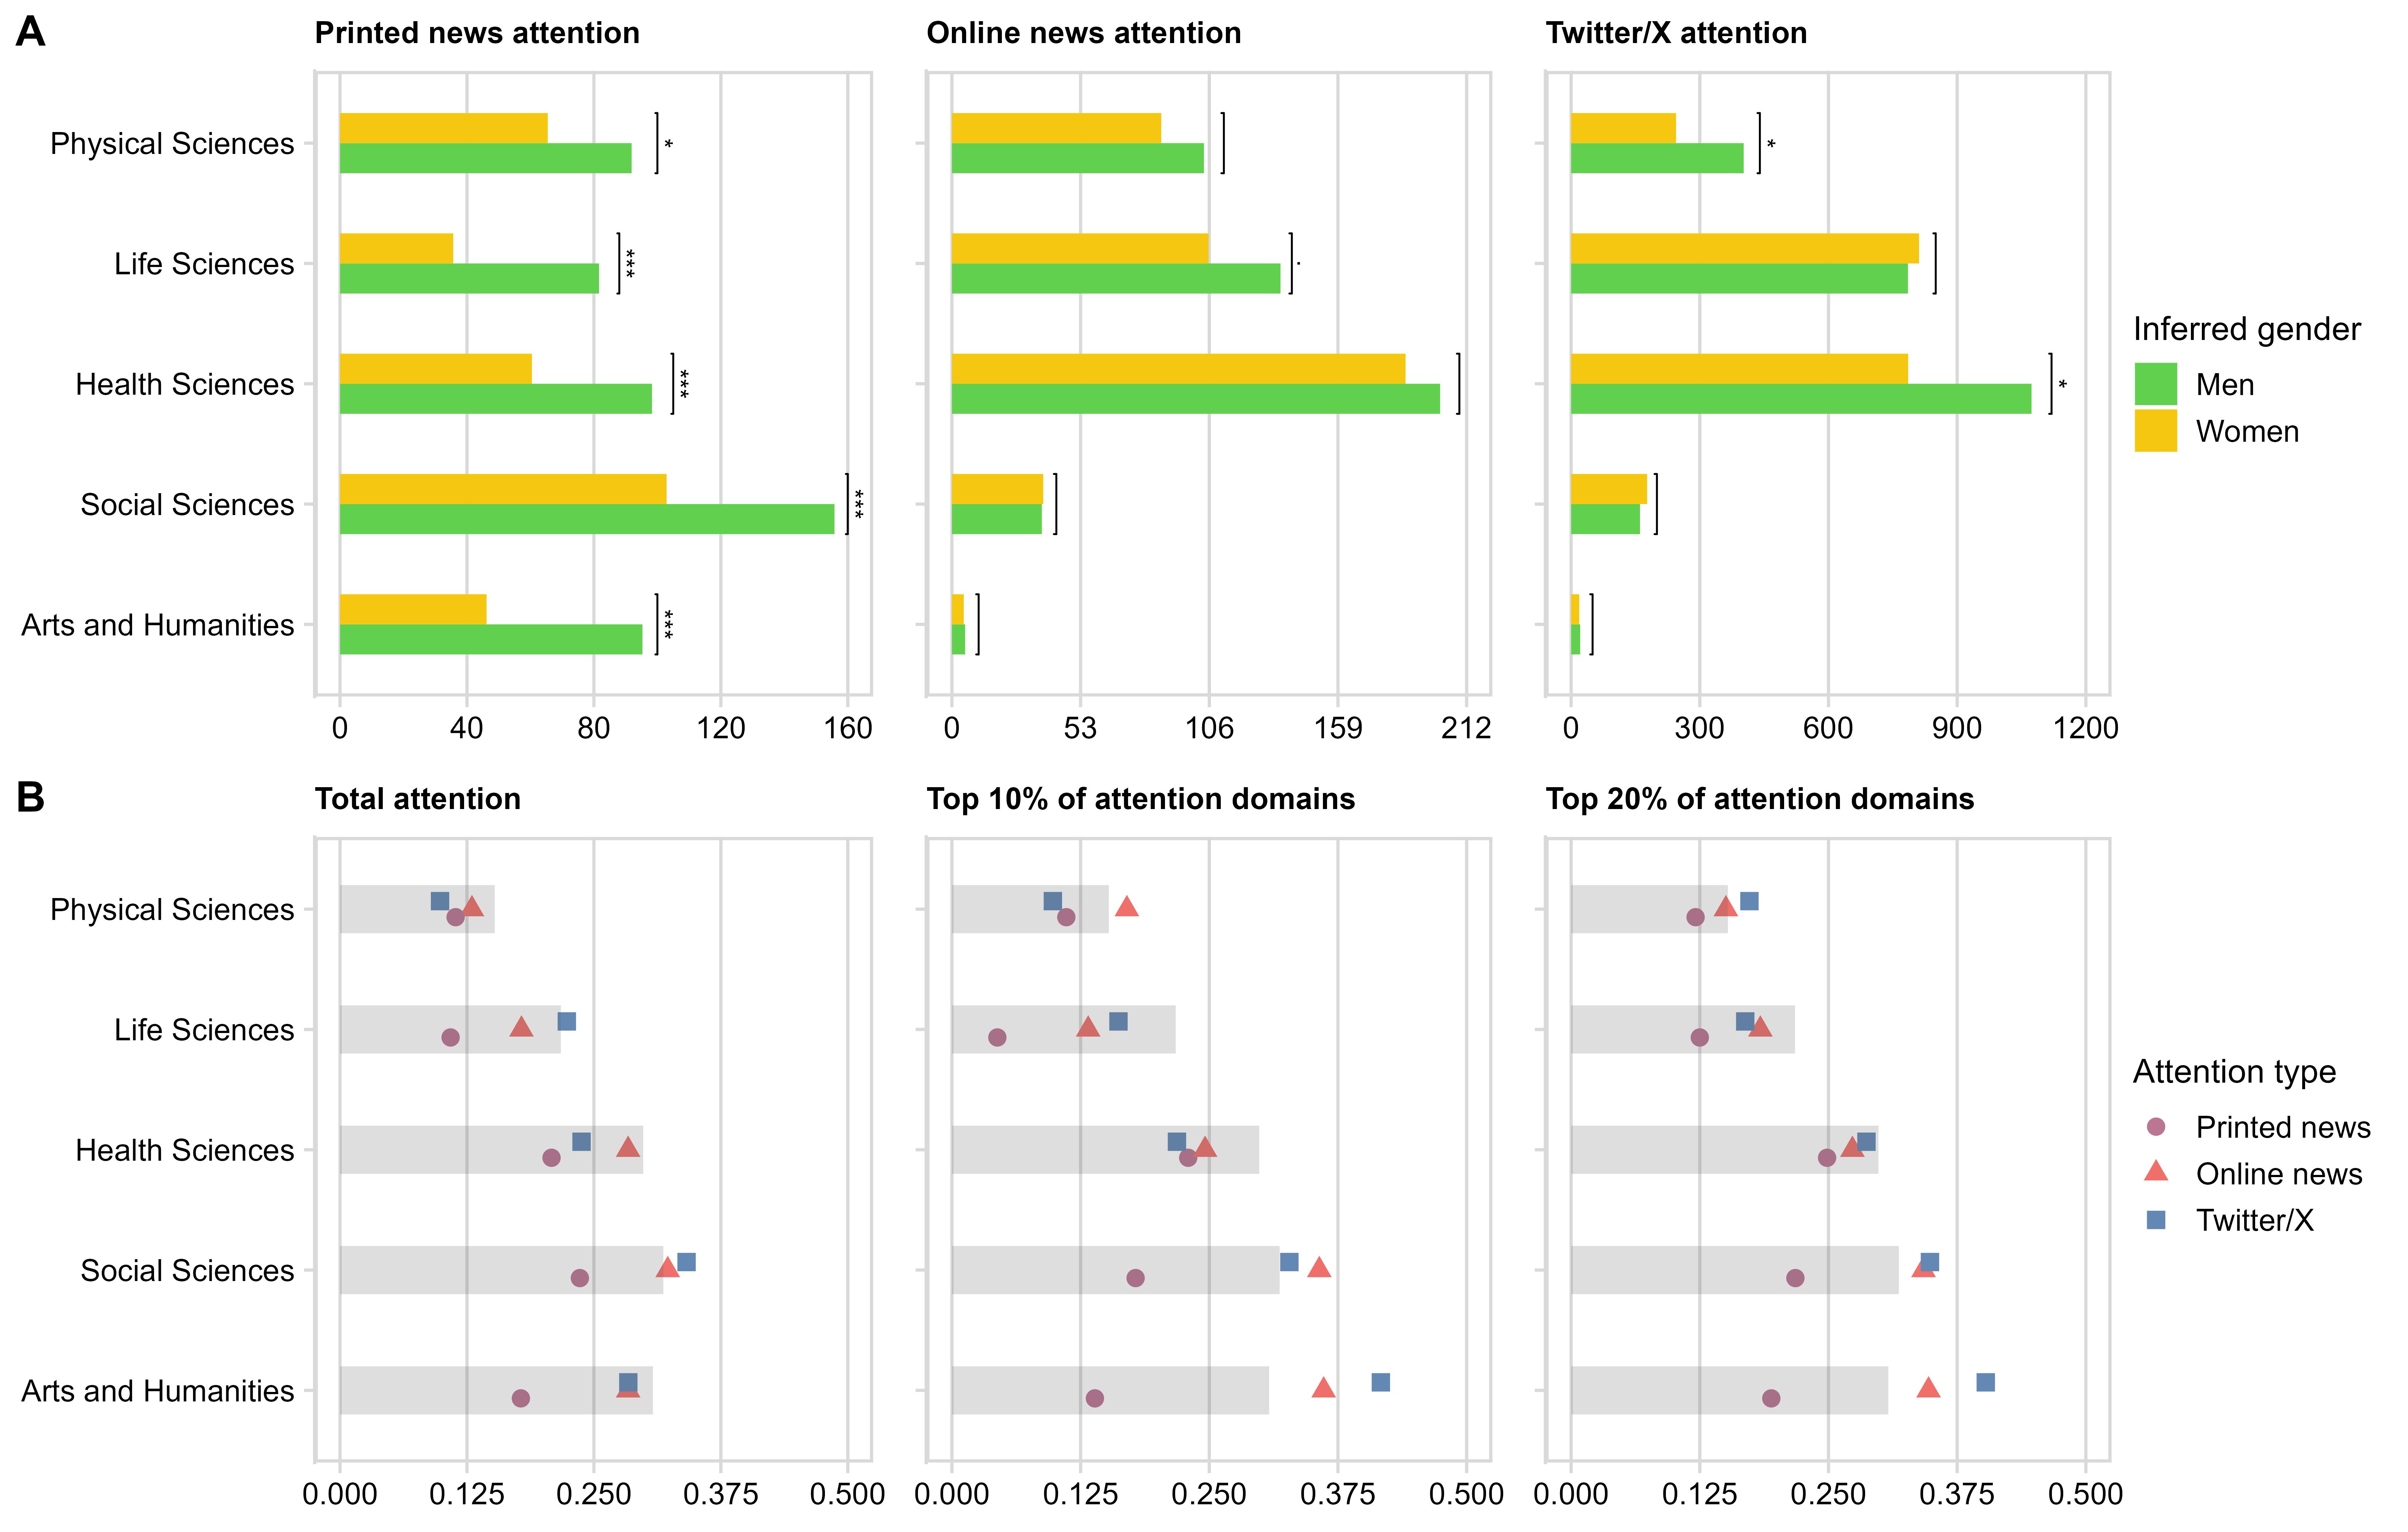 A
Printed news attention
Online news attention
Twitter/X attention
Physical Sciences
*
*
Life Sciences
***
.
Health Sciences
***
*
Social Sciences
***
Arts and Humanities
***
0 40 80 120 160
0 53 106 159 212
0 300 600 900 1200
Inferred gender
Men
Women
B
Total attention
Top 10% of attention domains
Top 20% of attention domains
Physical Sciences
Life Sciences
Health Sciences
Social Sciences
Arts and Humanities
0.000 0.125 0.250 0.375 0.500
0.000 0.125 0.250 0.375 0.500
0.000 0.125 0.250 0.375 0.500
Attention type
Printed news
Online news
Twitter/X